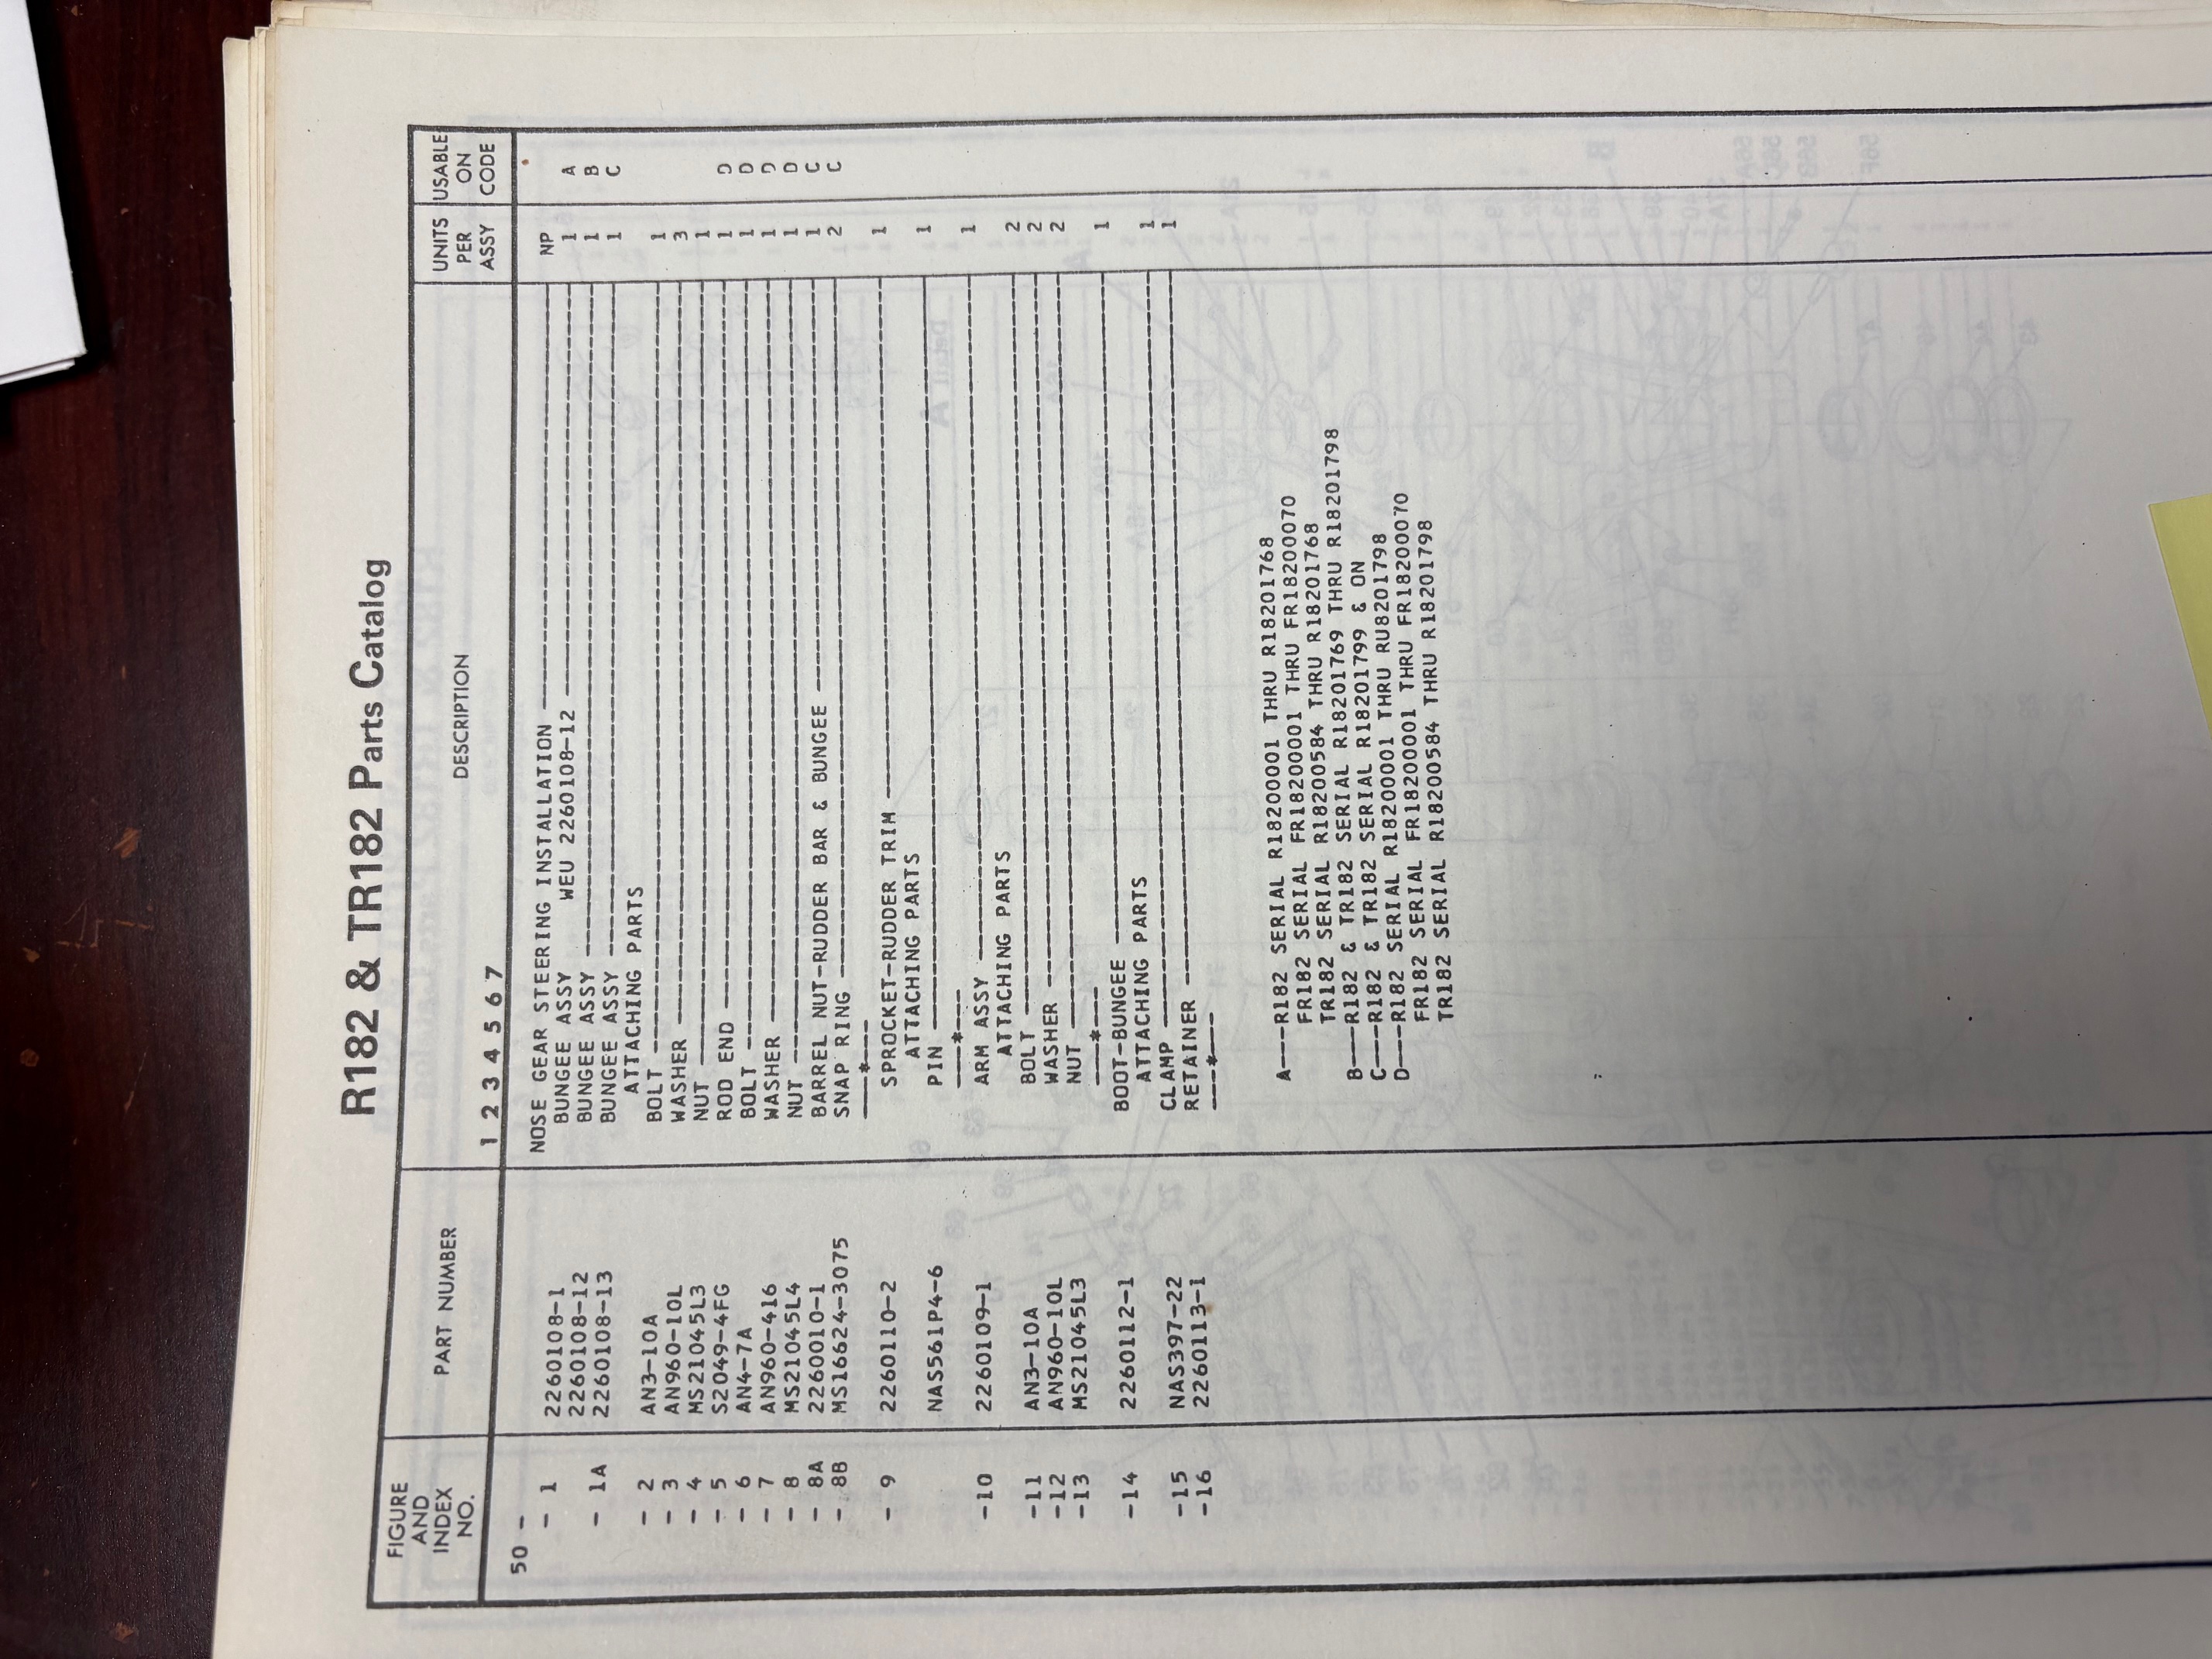 R182 & TR182 Parts Catalog
FIGURE AND INDEX NO. PART NUMBER DESCRIPTION UNITS PER ASSY USABLE ON CODE
1 2 3 4 5 6 7
50 - NOSE GEAR STEERING INSTALLATION ---------- NP
- 1 2260108-1 BUNGEE ASSY 1 A
WEU 2260108-12 ----------
2260108-12 BUNGEE ASSY ---------- 1 B
- 1A 2260108-13 BUNGEE ASSY ---------- 1 C
ATTACHING PARTS
- 2 AN3-10A BOLT ---------- 1
- 3 AN960-10L WASHER ---------- 3
- 4 MS21045L3 NUT ---------- 1
- 5 S2049-4FG ROD END ---------- 1 D
- 6 AN4-7A BOLT ---------- 1 D
- 7 AN960-416 WASHER ---------- 1 D
- 8 MS21045L4 NUT ---------- 1 D
- 8A 2260010-1 BARREL NUT-RUDDER BAR & BUNGEE ---------- 1 C
- 8B MS16624-3075 SNAP RING ---------- 2 C
---*---
- 9 2260110-2 SPROCKET-RUDDER TRIM ---------- 1
ATTACHING PARTS
NAS561P4-6 PIN ---------- 1
---*---
-10 2260109-1 ARM ASSY ---------- 1
ATTACHING PARTS
-11 AN3-10A BOLT ---------- 2
-12 AN960-10L WASHER ---------- 2
-13 MS21045L3 NUT ---------- 2
---*---
-14 2260112-1 BOOT-BUNGEE ---------- 1
ATTACHING PARTS
-15 NAS397-22 CLAMP ---------- 1
-16 2260113-1 RETAINER ---------- 1
---*---
A---R182 SERIAL R18200001 THRU R18201768
FR182 SERIAL FR18200001 THRU FR18200070
TR182 SERIAL R18200584 THRU R18201768
B---R182 & TR182 SERIAL R18201769 THRU R18201798
C---R182 & TR182 SERIAL R18201799 & ON
D---R182 SERIAL R18200001 THRU RU8201798
FR182 SERIAL FR18200001 THRU FR18200070
TR182 SERIAL R18200584 THRU R18201798